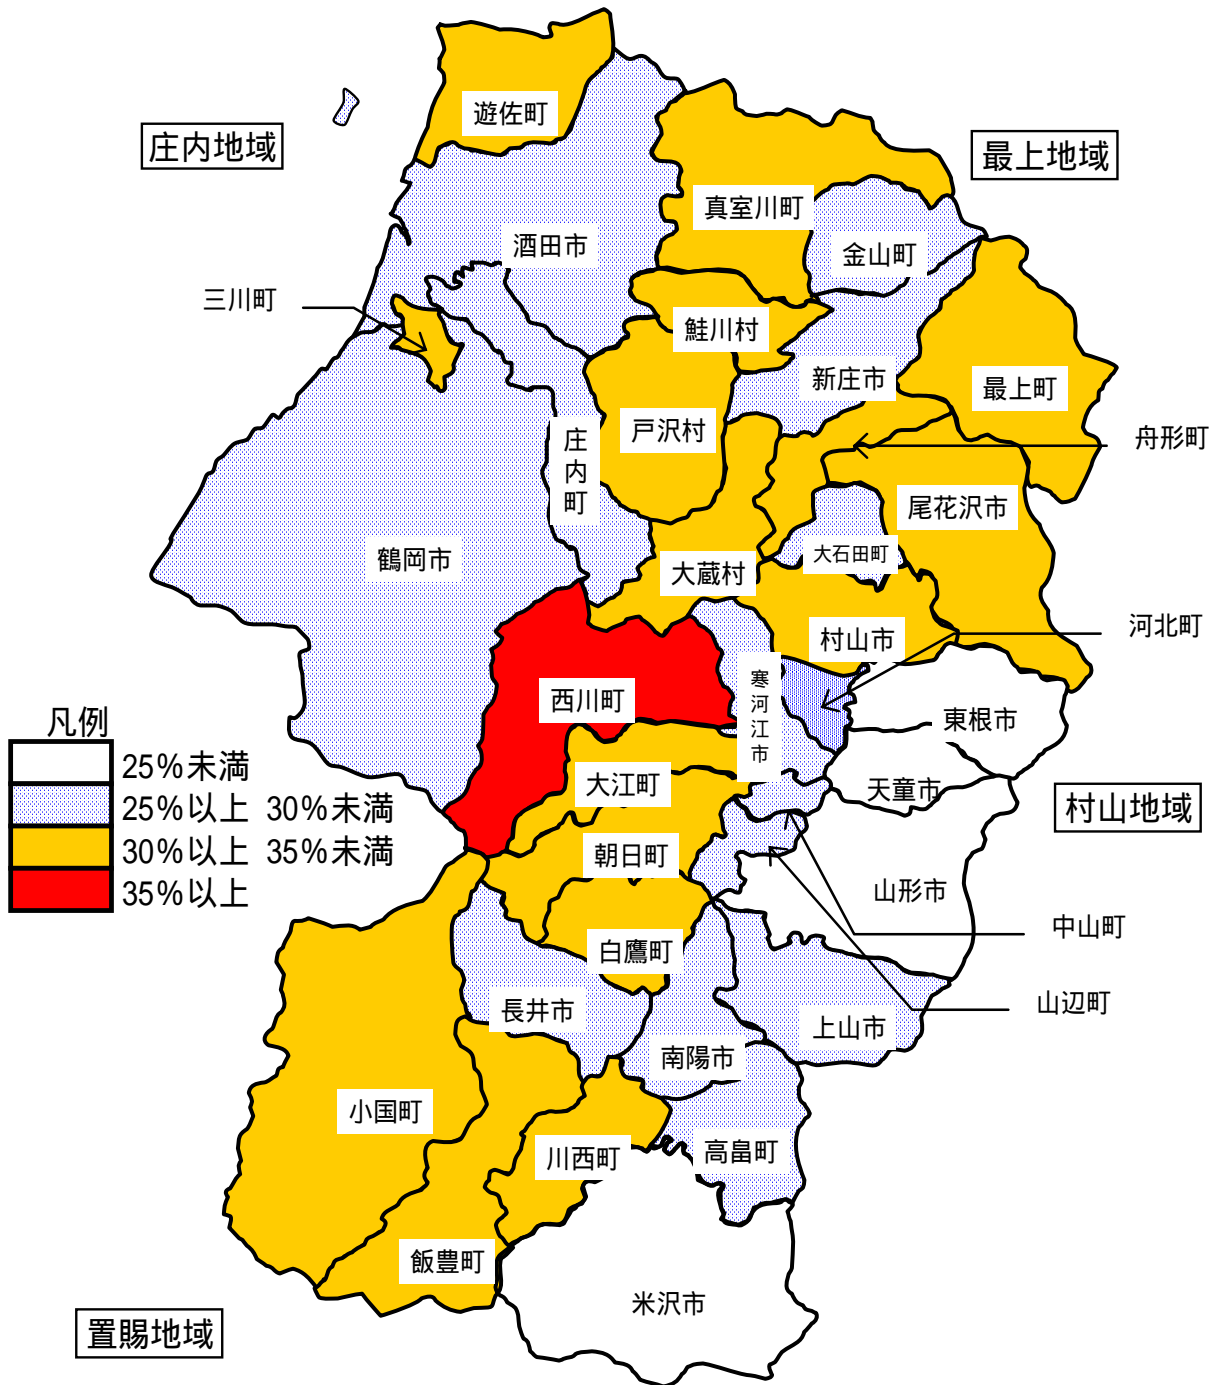 遊佐町
庄内地域
最上地域
真室川町
酒田市
金山町
三川町
鮭川村
新庄市
最上町
戸沢村
舟形町
庄内町
尾花沢市
大石田町
鶴岡市
大蔵村
河北町
村山市
寒河江市
西川町
東根市
凡例
25%未満
25%以上 30%未満
30%以上 35%未満
35%以上
大江町
天童市
村山地域
朝日町
山形市
中山町
白鷹町
山辺町
長井市
上山市
南陽市
小国町
高畠町
川西町
飯豊町
米沢市
置賜地域